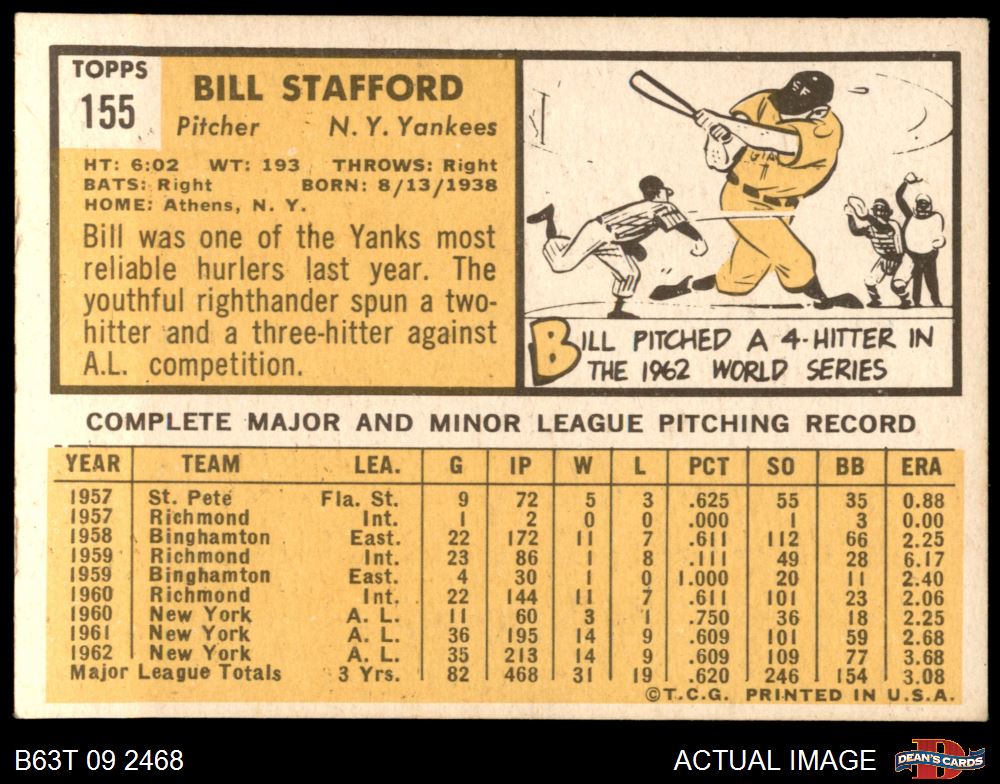 TOPPS
155
BILL STAFFORD
Pitcher N. Y. Yankees
HT: 6:02 WT: 193 THROWS: Right
BATS: Right BORN: 8/13/1938
HOME: Athens, N. Y.
Bill was one of the Yanks most
reliable hurlers last year. The
youthful righthander spun a two-
hitter and a three-hitter against
A.L. competition.
SF
GIA
BILL PITCHED A 4-HITTER IN
THE 1962 WORLD SERIES
COMPLETE MAJOR AND MINOR LEAGUE PITCHING RECORD
YEAR TEAM LEA. G IP W L PCT SO BB ERA
1957 St. Pete Fla. St. 9 72 5 3 .625 55 35 0.88
1957 Richmond Int. 1 2 0 0 .000 1 3 0.00
1958 Binghamton East. 22 172 11 7 .611 112 66 2.25
1959 Richmond Int. 23 86 1 8 .111 49 28 6.17
1959 Binghamton East. 4 30 1 0 1.000 20 11 2.40
1960 Richmond Int. 22 144 11 7 .611 101 23 2.06
1960 New York A. L. 11 60 3 1 .750 36 18 2.25
1961 New York A. L. 36 195 14 9 .609 101 59 2.68
1962 New York A. L. 35 213 14 9 .609 109 77 3.68
Major League Totals 3 Yrs. 82 468 31 19 .620 246 154 3.08
©T.C.G. PRINTED IN U.S.A.
B63T 09 2468 ACTUAL IMAGE
DEAN'S CARDS